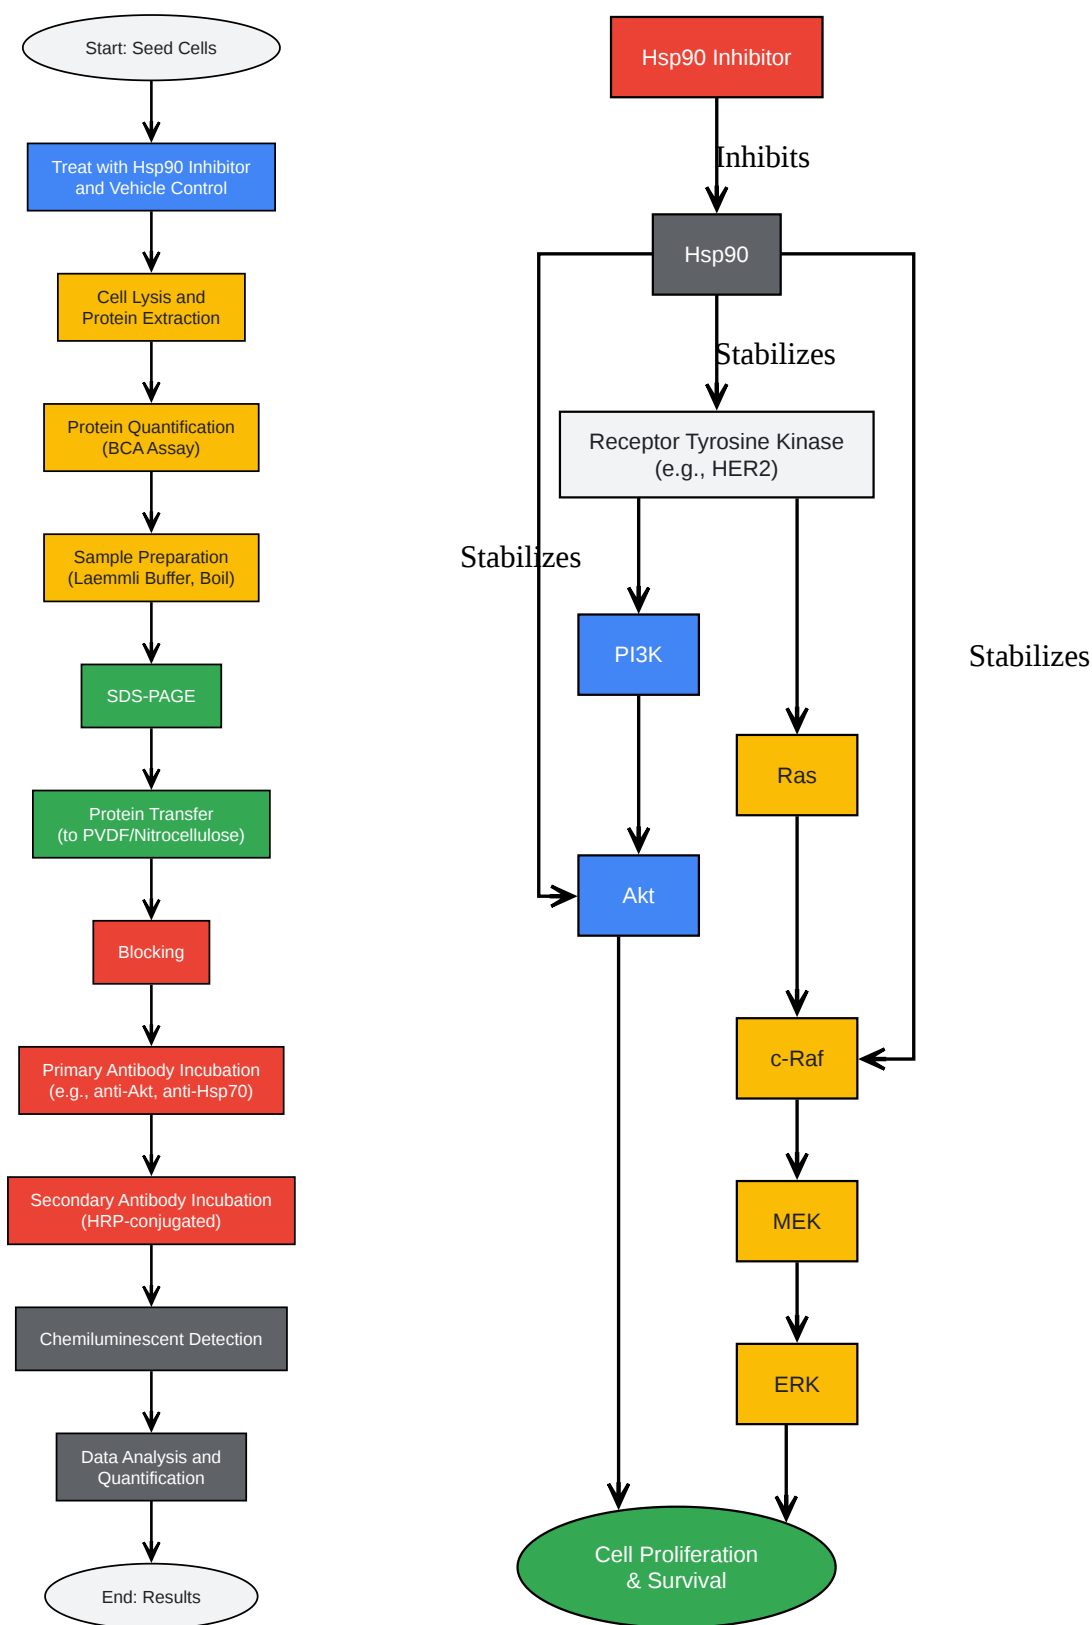 Start: Seed Cells
Treat with Hsp90 Inhibitor
and Vehicle Control
Cell Lysis and
Protein Extraction
Protein Quantification
(BCA Assay)
Sample Preparation
(Laemmli Buffer, Boil)
SDS-PAGE
Protein Transfer
(to PVDF/Nitrocellulose)
Blocking
Primary Antibody Incubation
(e.g., anti-Akt, anti-Hsp70)
Secondary Antibody Incubation
(HRP-conjugated)
Chemiluminescent Detection
Data Analysis and
Quantification
End: Results
Hsp90 Inhibitor
Inhibits
Hsp90
Stabilizes
Receptor Tyrosine Kinase
(e.g., HER2)
Stabilizes
PI3K
Stabilizes
Ras
Akt
c-Raf
MEK
ERK
Cell Proliferation
& Survival